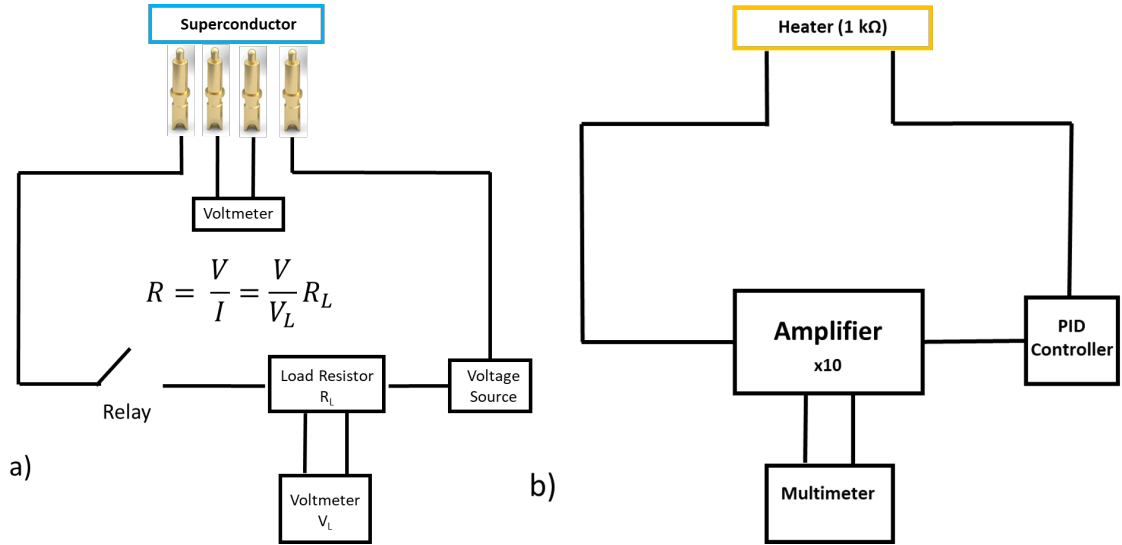 Superconductor
Voltmeter
R = V/I = V/V_L R_L
Relay
Load Resistor
R_L
Voltage
Source
Voltmeter
V_L
a)
Heater (1 kΩ)
Amplifier
x10
PID
Controller
Multimeter
b)